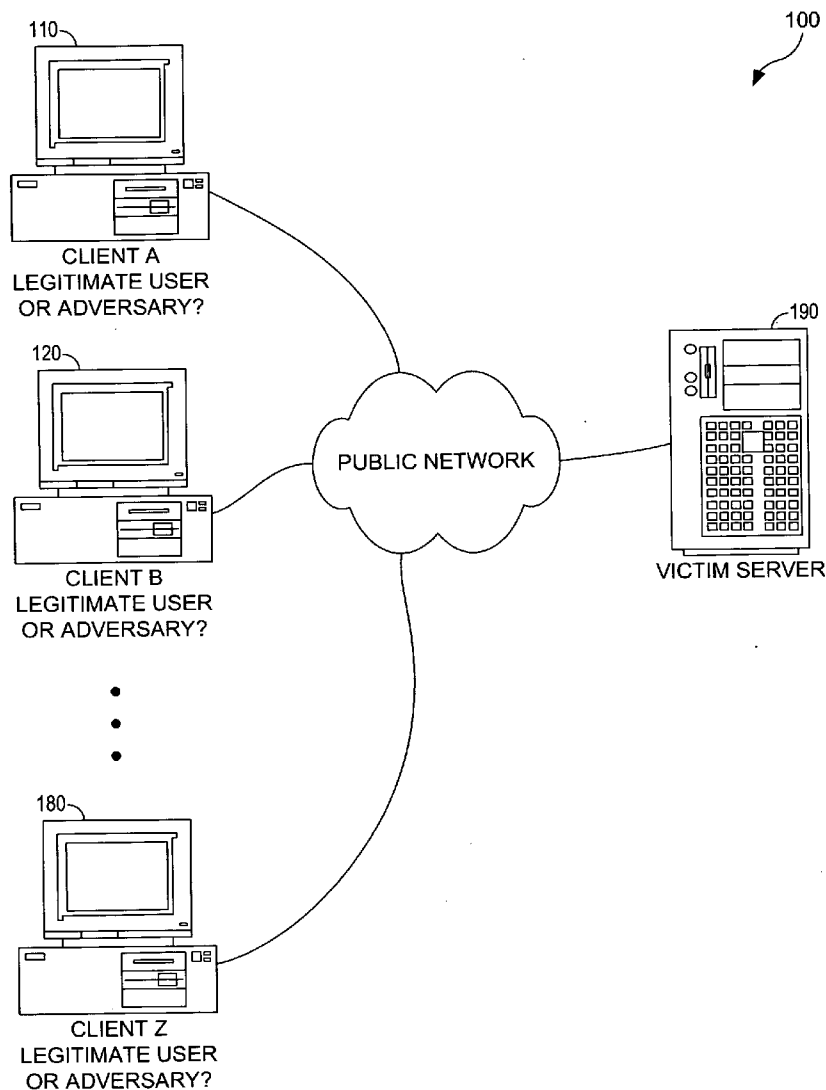 100
110
CLIENT A
LEGITIMATE USER
OR ADVERSARY?
120
CLIENT B
LEGITIMATE USER
OR ADVERSARY?
PUBLIC NETWORK
190
VICTIM SERVER
180
CLIENT Z
LEGITIMATE USER
OR ADVERSARY?